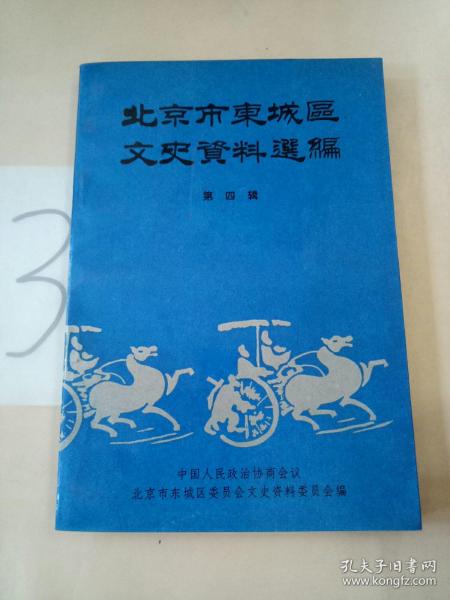 北京市東城區
文史資料選編
第四辑
3
中国人民政治协商会议
北京市东城区委员会文史资料委员会编
孔夫子旧书网
www.kongfz.com